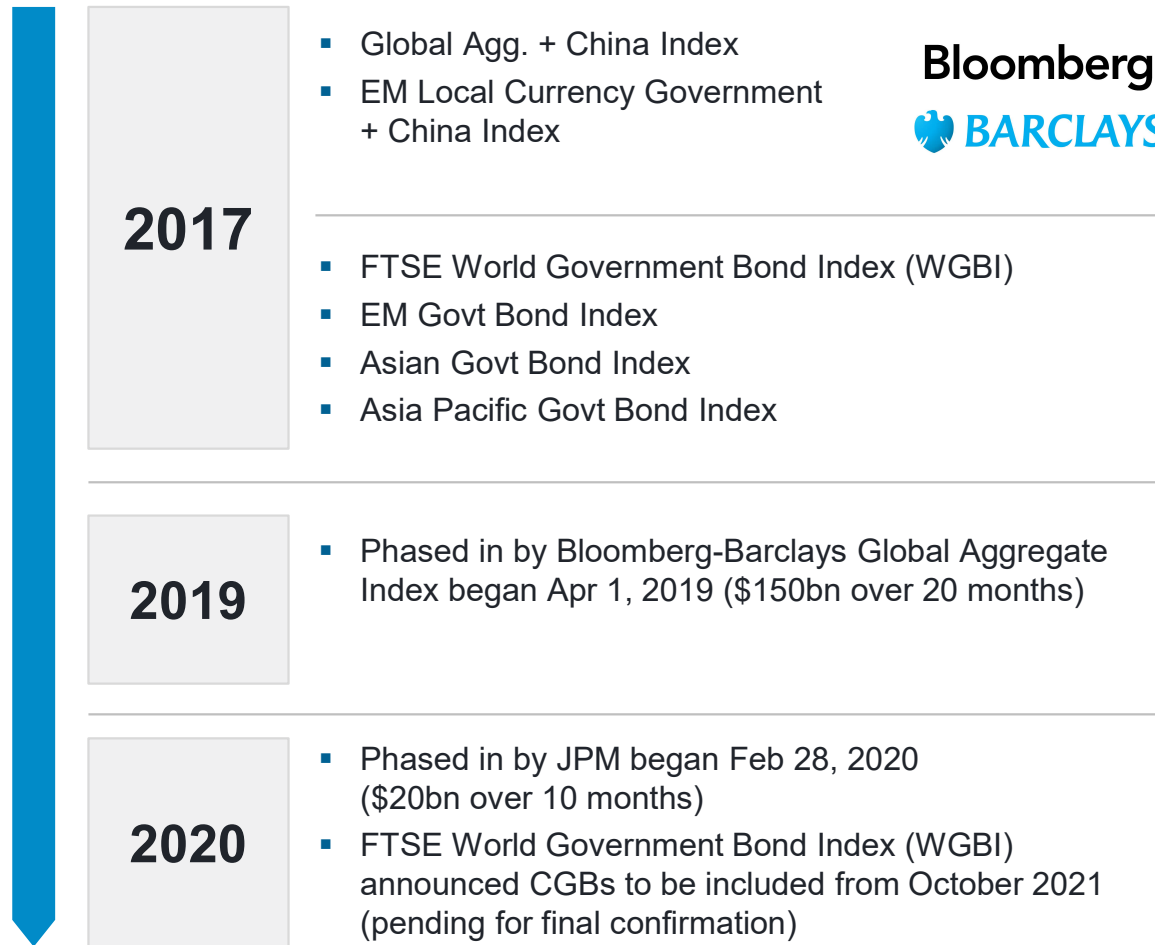 2017
Global Agg. + China Index
EM Local Currency Government
+ China Index
Bloomberg
BARCLAYS
FTSE World Government Bond Index (WGBI)
EM Govt Bond Index
Asian Govt Bond Index
Asia Pacific Govt Bond Index
2019
Phased in by Bloomberg-Barclays Global Aggregate
Index began Apr 1, 2019 ($150bn over 20 months)
2020
Phased in by JPM began Feb 28, 2020
($20bn over 10 months)
FTSE World Government Bond Index (WGBI)
announced CGBs to be included from October 2021
(pending for final confirmation)